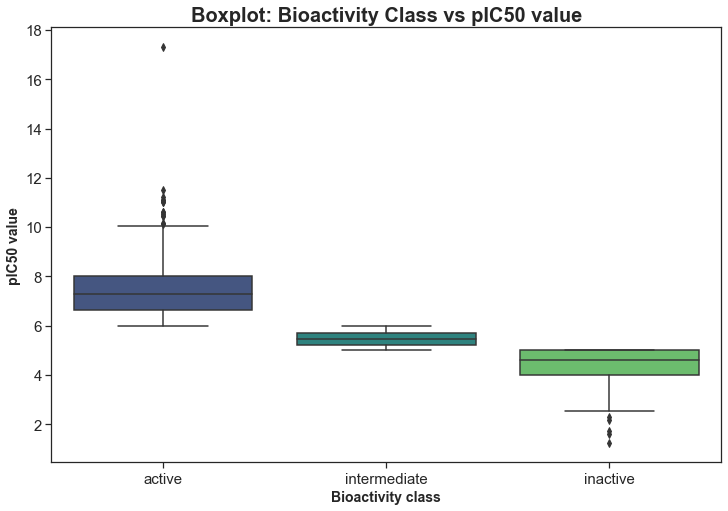 Boxplot: Bioactivity Class vs pIC50 value
18
16
14
12
10
8
6
4
2
pIC50 value
active intermediate inactive
Bioactivity class